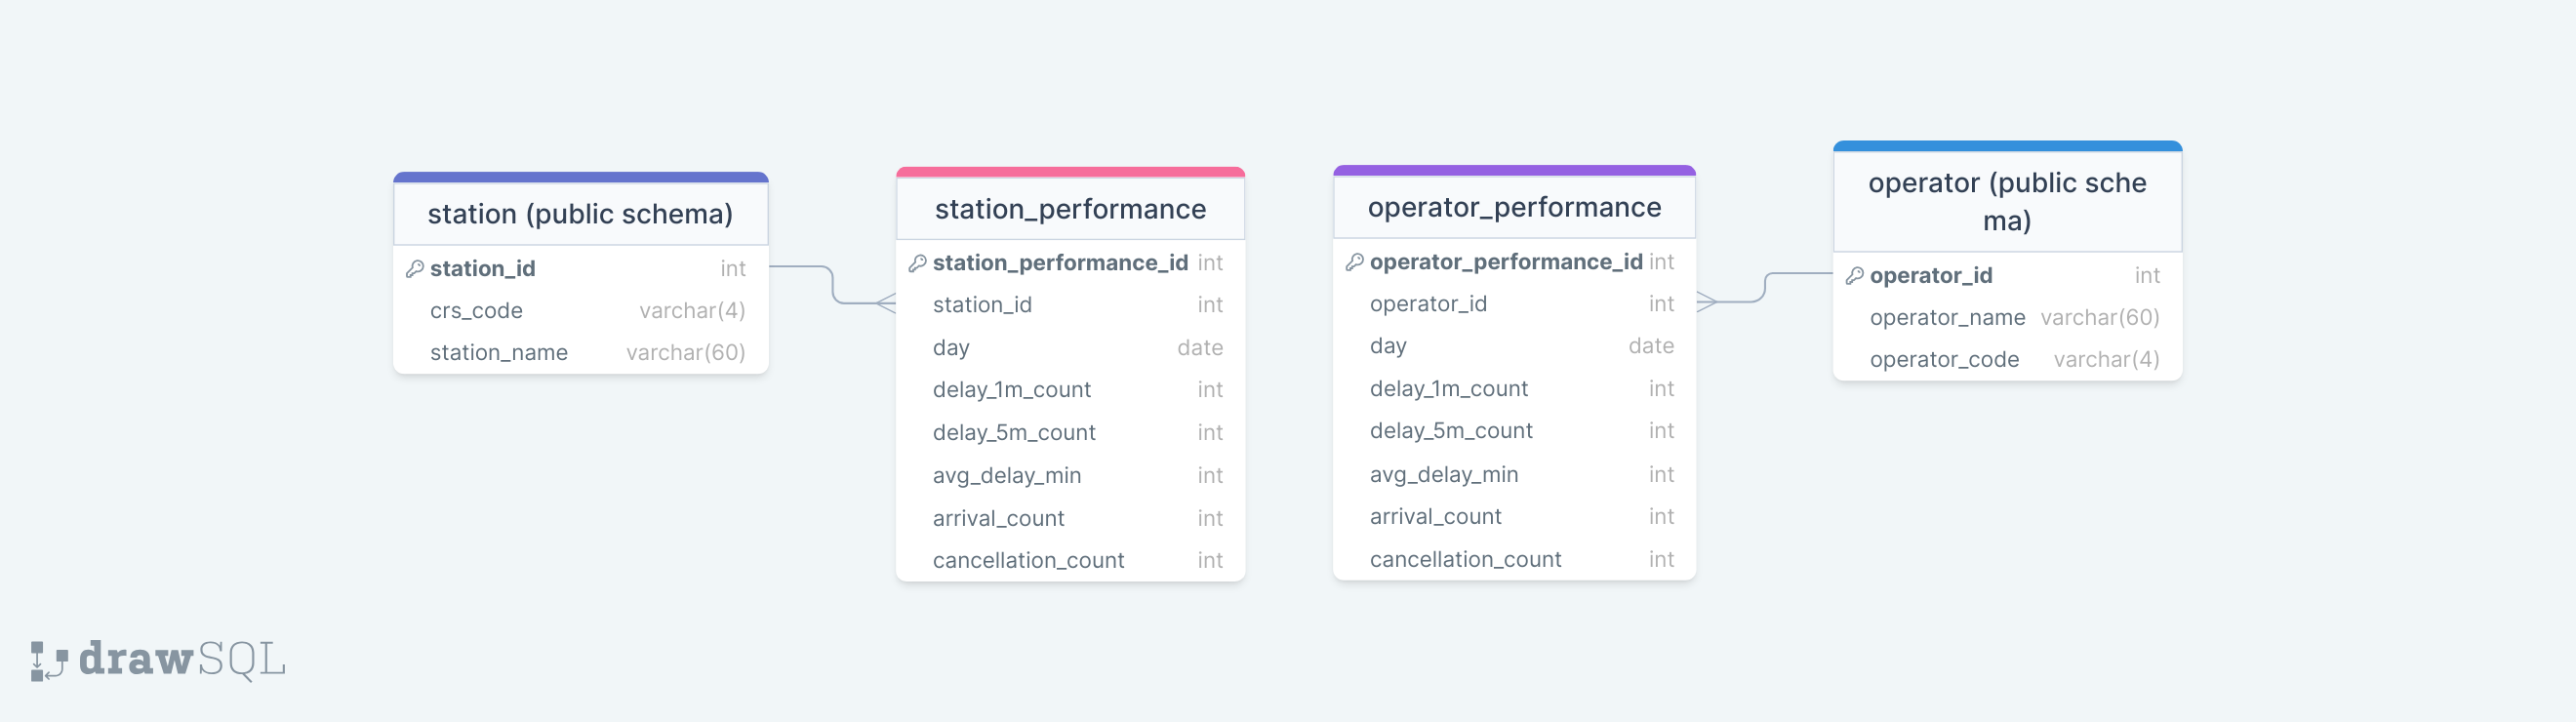 station (public schema)
station_id int
crs_code varchar(4)
station_name varchar(60)
station_performance
station_performance_id int
station_id int
day date
delay_1m_count int
delay_5m_count int
avg_delay_min int
arrival_count int
cancellation_count int
operator_performance
operator_performance_id int
operator_id int
day date
delay_1m_count int
delay_5m_count int
avg_delay_min int
arrival_count int
cancellation_count int
operator (public sche
ma)
operator_id int
operator_name varchar(60)
operator_code varchar(4)
drawSQL